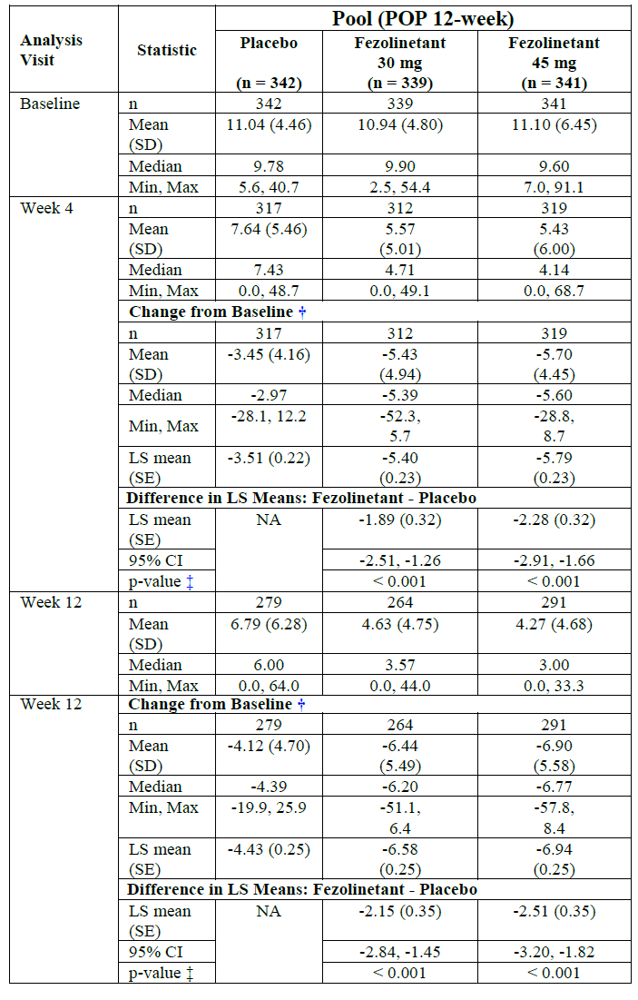 Pool (POP 12-week)
Analysis Visit Statistic Placebo (n = 342) Fezolinetant 30 mg (n = 339) Fezolinetant 45 mg (n = 341)
Baseline n 342 339 341
Mean (SD) 11.04 (4.46) 10.94 (4.80) 11.10 (6.45)
Median 9.78 9.90 9.60
Min, Max 5.6, 40.7 2.5, 54.4 7.0, 91.1
Week 4 n 317 312 319
Mean (SD) 7.64 (5.46) 5.57 (5.01) 5.43 (6.00)
Median 7.43 4.71 4.14
Min, Max 0.0, 48.7 0.0, 49.1 0.0, 68.7
Change from Baseline †
n 317 312 319
Mean (SD) -3.45 (4.16) -5.43 (4.94) -5.70 (4.45)
Median -2.97 -5.39 -5.60
Min, Max -28.1, 12.2 -52.3, 5.7 -28.8, 8.7
LS mean (SE) -3.51 (0.22) -5.40 (0.23) -5.79 (0.23)
Difference in LS Means: Fezolinetant - Placebo
LS mean (SE) NA -1.89 (0.32) -2.28 (0.32)
95% CI -2.51, -1.26 -2.91, -1.66
p-value ‡ < 0.001 < 0.001
Week 12 n 279 264 291
Mean (SD) 6.79 (6.28) 4.63 (4.75) 4.27 (4.68)
Median 6.00 3.57 3.00
Min, Max 0.0, 64.0 0.0, 44.0 0.0, 33.3
Week 12 Change from Baseline †
n 279 264 291
Mean (SD) -4.12 (4.70) -6.44 (5.49) -6.90 (5.58)
Median -4.39 -6.20 -6.77
Min, Max -19.9, 25.9 -51.1, 6.4 -57.8, 8.4
LS mean (SE) -4.43 (0.25) -6.58 (0.25) -6.94 (0.25)
Difference in LS Means: Fezolinetant - Placebo
LS mean (SE) NA -2.15 (0.35) -2.51 (0.35)
95% CI -2.84, -1.45 -3.20, -1.82
p-value ‡ < 0.001 < 0.001